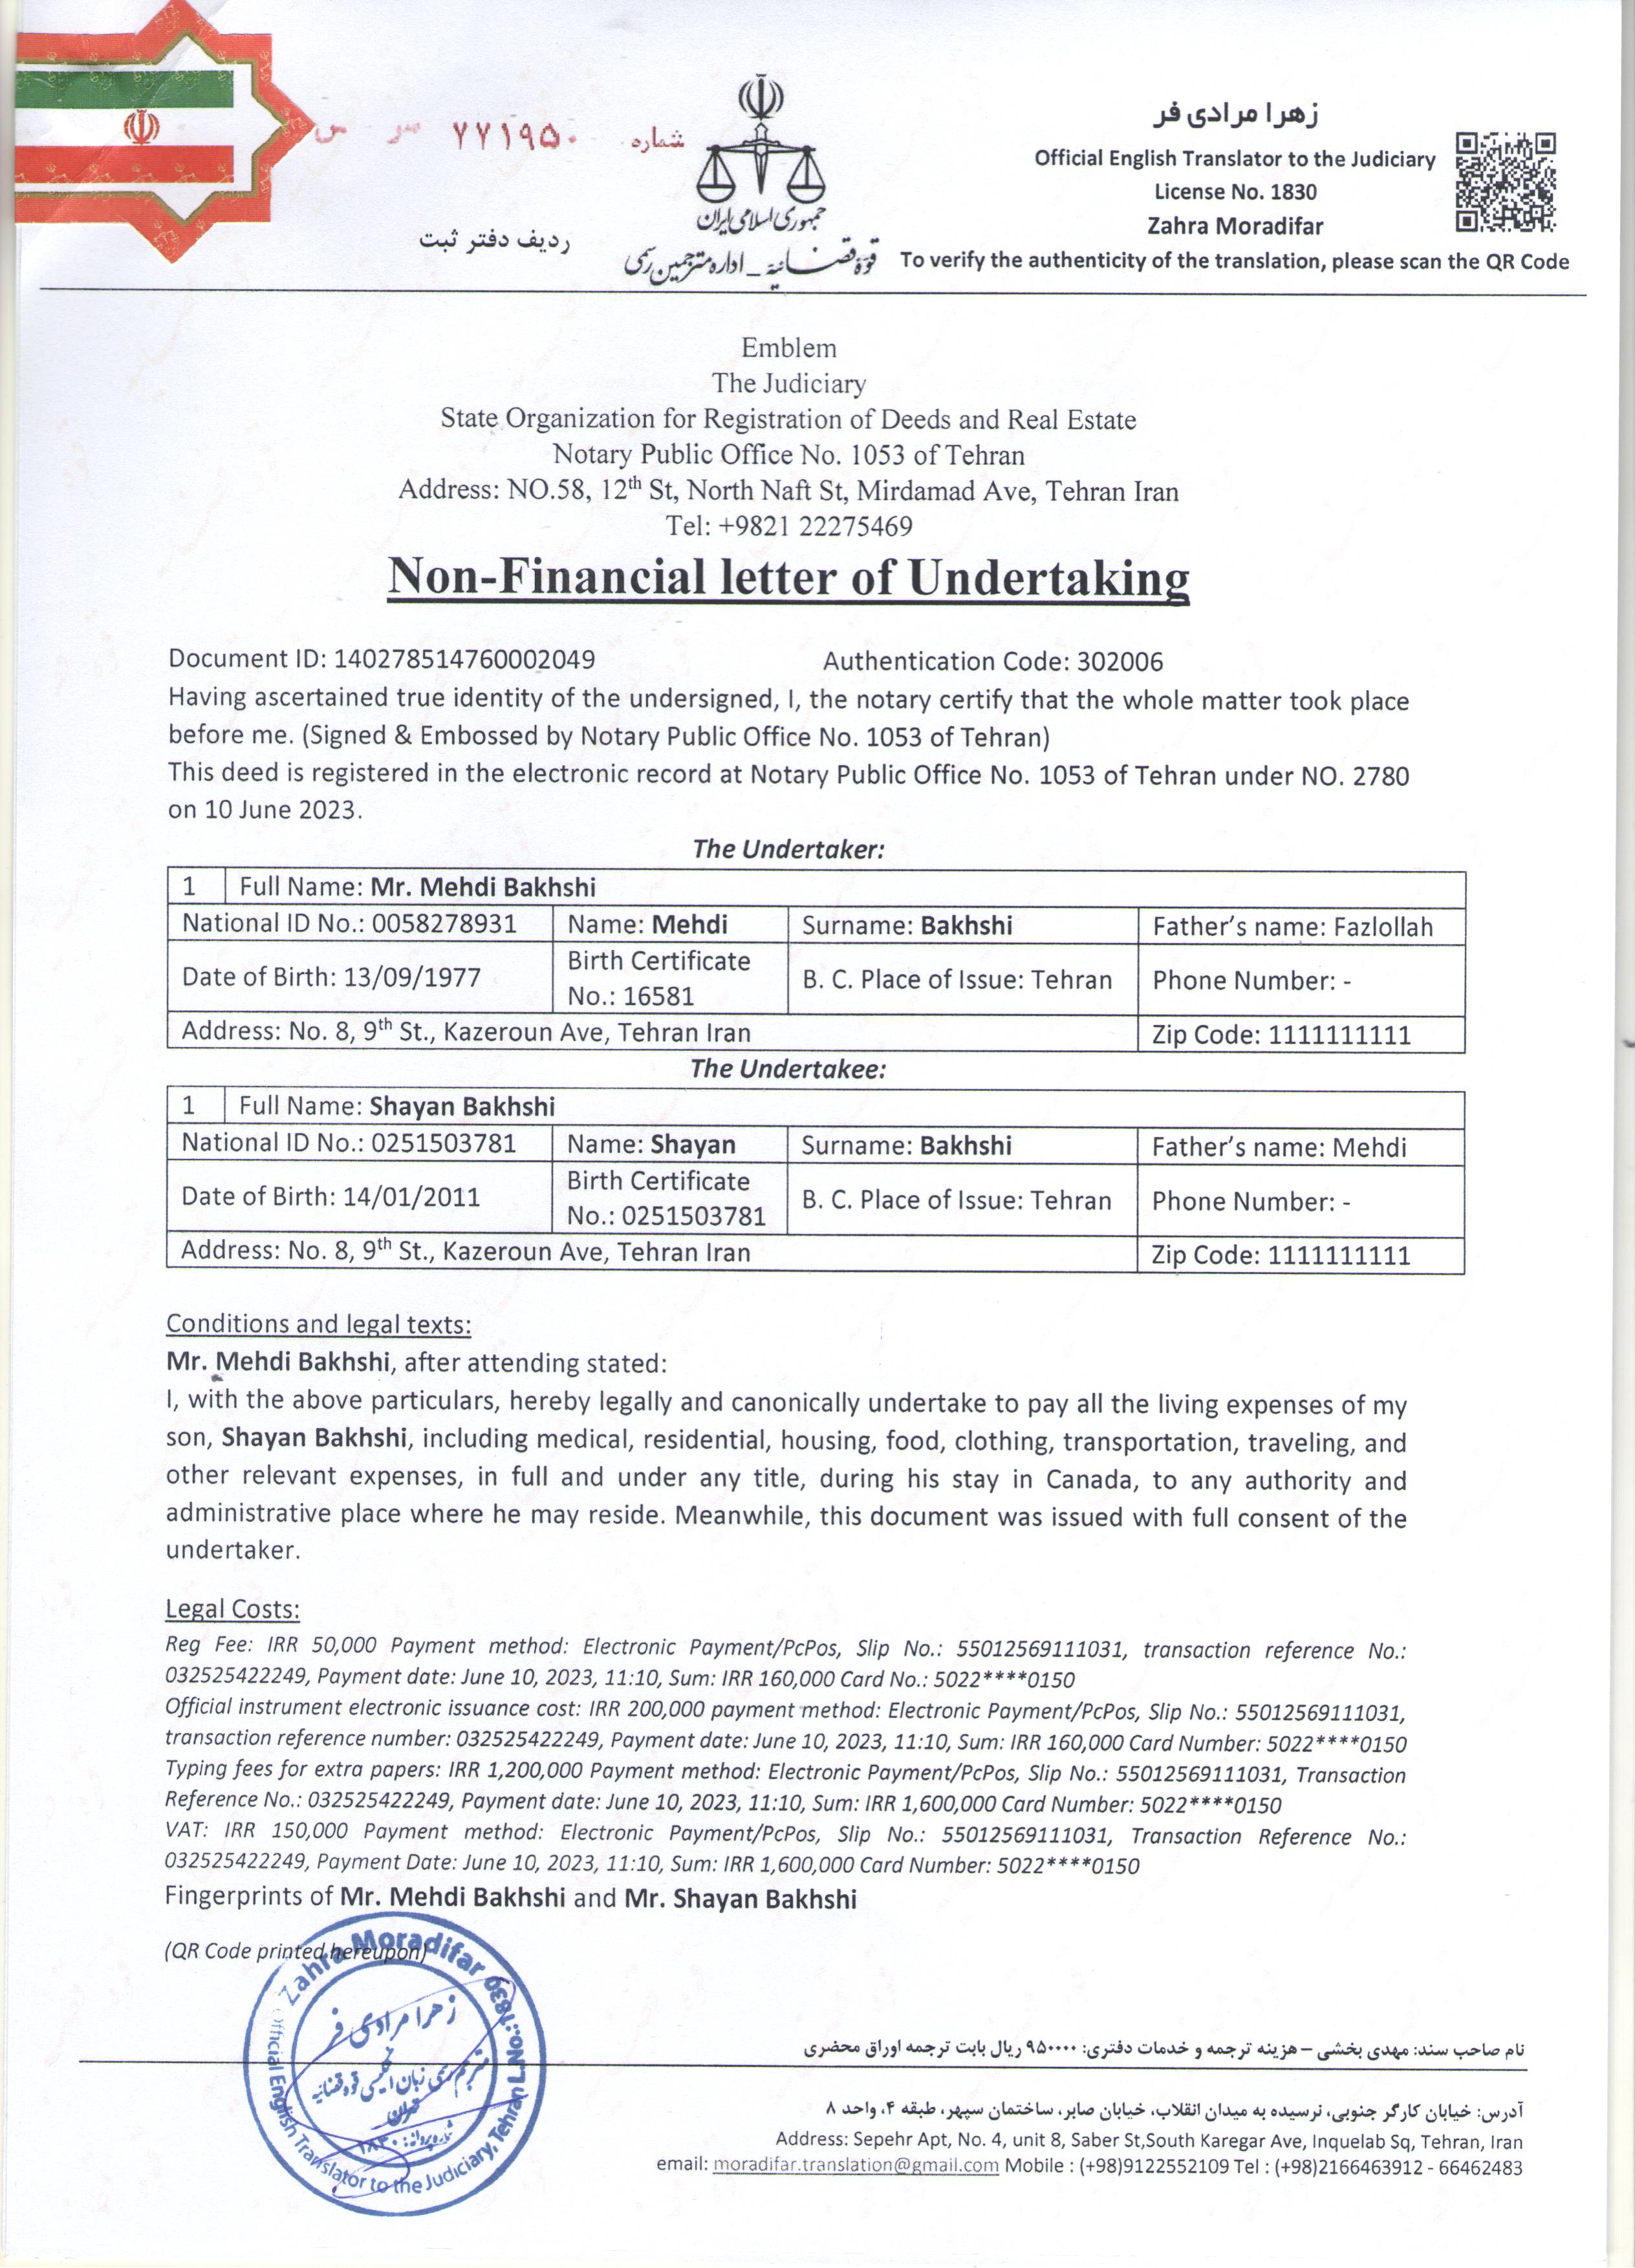 شماره ۷۷۱۹۵۰ سر س
ردیف دفتر ثبت
جمهوری اسلامی ایران
قوه قضائیه - اداره مترجمین رسمی
زهرا مرادی فر
Official English Translator to the Judiciary
License No. 1830
Zahra Moradifar
To verify the authenticity of the translation, please scan the QR Code
Emblem
The Judiciary
State Organization for Registration of Deeds and Real Estate
Notary Public Office No. 1053 of Tehran
Address: NO.58, 12th St, North Naft St, Mirdamad Ave, Tehran Iran
Tel: +9821 22275469
Non-Financial letter of Undertaking
Document ID: 140278514760002049 Authentication Code: 302006
Having ascertained true identity of the undersigned, I, the notary certify that the whole matter took place
before me. (Signed & Embossed by Notary Public Office No. 1053 of Tehran)
This deed is registered in the electronic record at Notary Public Office No. 1053 of Tehran under NO. 2780
on 10 June 2023.
The Undertaker:
1 Full Name: Mr. Mehdi Bakhshi
National ID No.: 0058278931 Name: Mehdi Surname: Bakhshi Father's name: Fazlollah
Date of Birth: 13/09/1977 Birth Certificate No.: 16581 B. C. Place of Issue: Tehran Phone Number: -
Address: No. 8, 9th St., Kazeroun Ave, Tehran Iran Zip Code: 1111111111
The Undertakee:
1 Full Name: Shayan Bakhshi
National ID No.: 0251503781 Name: Shayan Surname: Bakhshi Father's name: Mehdi
Date of Birth: 14/01/2011 Birth Certificate No.: 0251503781 B. C. Place of Issue: Tehran Phone Number: -
Address: No. 8, 9th St., Kazeroun Ave, Tehran Iran Zip Code: 1111111111
Conditions and legal texts:
Mr. Mehdi Bakhshi, after attending stated:
I, with the above particulars, hereby legally and canonically undertake to pay all the living expenses of my
son, Shayan Bakhshi, including medical, residential, housing, food, clothing, transportation, traveling, and
other relevant expenses, in full and under any title, during his stay in Canada, to any authority and
administrative place where he may reside. Meanwhile, this document was issued with full consent of the
undertaker.
Legal Costs:
Reg Fee: IRR 50,000 Payment method: Electronic Payment/PcPos, Slip No.: 55012569111031, transaction reference No.:
032525422249, Payment date: June 10, 2023, 11:10, Sum: IRR 160,000 Card No.: 5022****0150
Official instrument electronic issuance cost: IRR 200,000 payment method: Electronic Payment/PcPos, Slip No.: 55012569111031,
transaction reference number: 032525422249, Payment date: June 10, 2023, 11:10, Sum: IRR 160,000 Card Number: 5022****0150
Typing fees for extra papers: IRR 1,200,000 Payment method: Electronic Payment/PcPos, Slip No.: 55012569111031, Transaction
Reference No.: 032525422249, Payment date: June 10, 2023, 11:10, Sum: IRR 1,600,000 Card Number: 5022****0150
VAT: IRR 150,000 Payment method: Electronic Payment/PcPos, Slip No.: 55012569111031, Transaction Reference No.:
032525422249, Payment Date: June 10, 2023, 11:10, Sum: IRR 1,600,000 Card Number: 5022****0150
Fingerprints of Mr. Mehdi Bakhshi and Mr. Shayan Bakhshi
(QR Code printed hereupon)
Zahra Moradifar
Official English Translator to the Judiciary, Tehran L.No.:1830
زهرا مرادی فر
مترجم رسمی زبان انگلیسی قوه قضائیه
تهران
شماره پروانه: ۱۸۳۰
نام صاحب سند: مهدی بخشی – هزینه ترجمه و خدمات دفتری: ۹۵۰۰۰۰ ریال بابت ترجمه اوراق محضری
آدرس: خیابان کارگر جنوبی، نرسیده به میدان انقلاب، خیابان صابر، ساختمان سپهر، طبقه ۴، واحد ۸
Address: Sepehr Apt, No. 4, unit 8, Saber St,South Karegar Ave, Inquelab Sq, Tehran, Iran
email: moradifar.translation@gmail.com Mobile : (+98)9122552109 Tel : (+98)2166463912 - 66462483